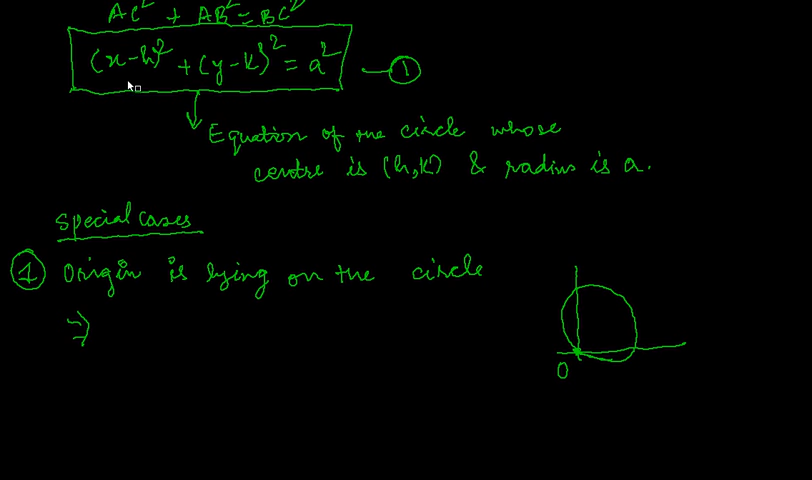 AC² + AB² = BC²
(x-h)² + (y-k)² = a² — ①
Equation of the circle whose
centre is (h,k) & radius is a.
special cases
① Origin is lying on the circle
⇒
O